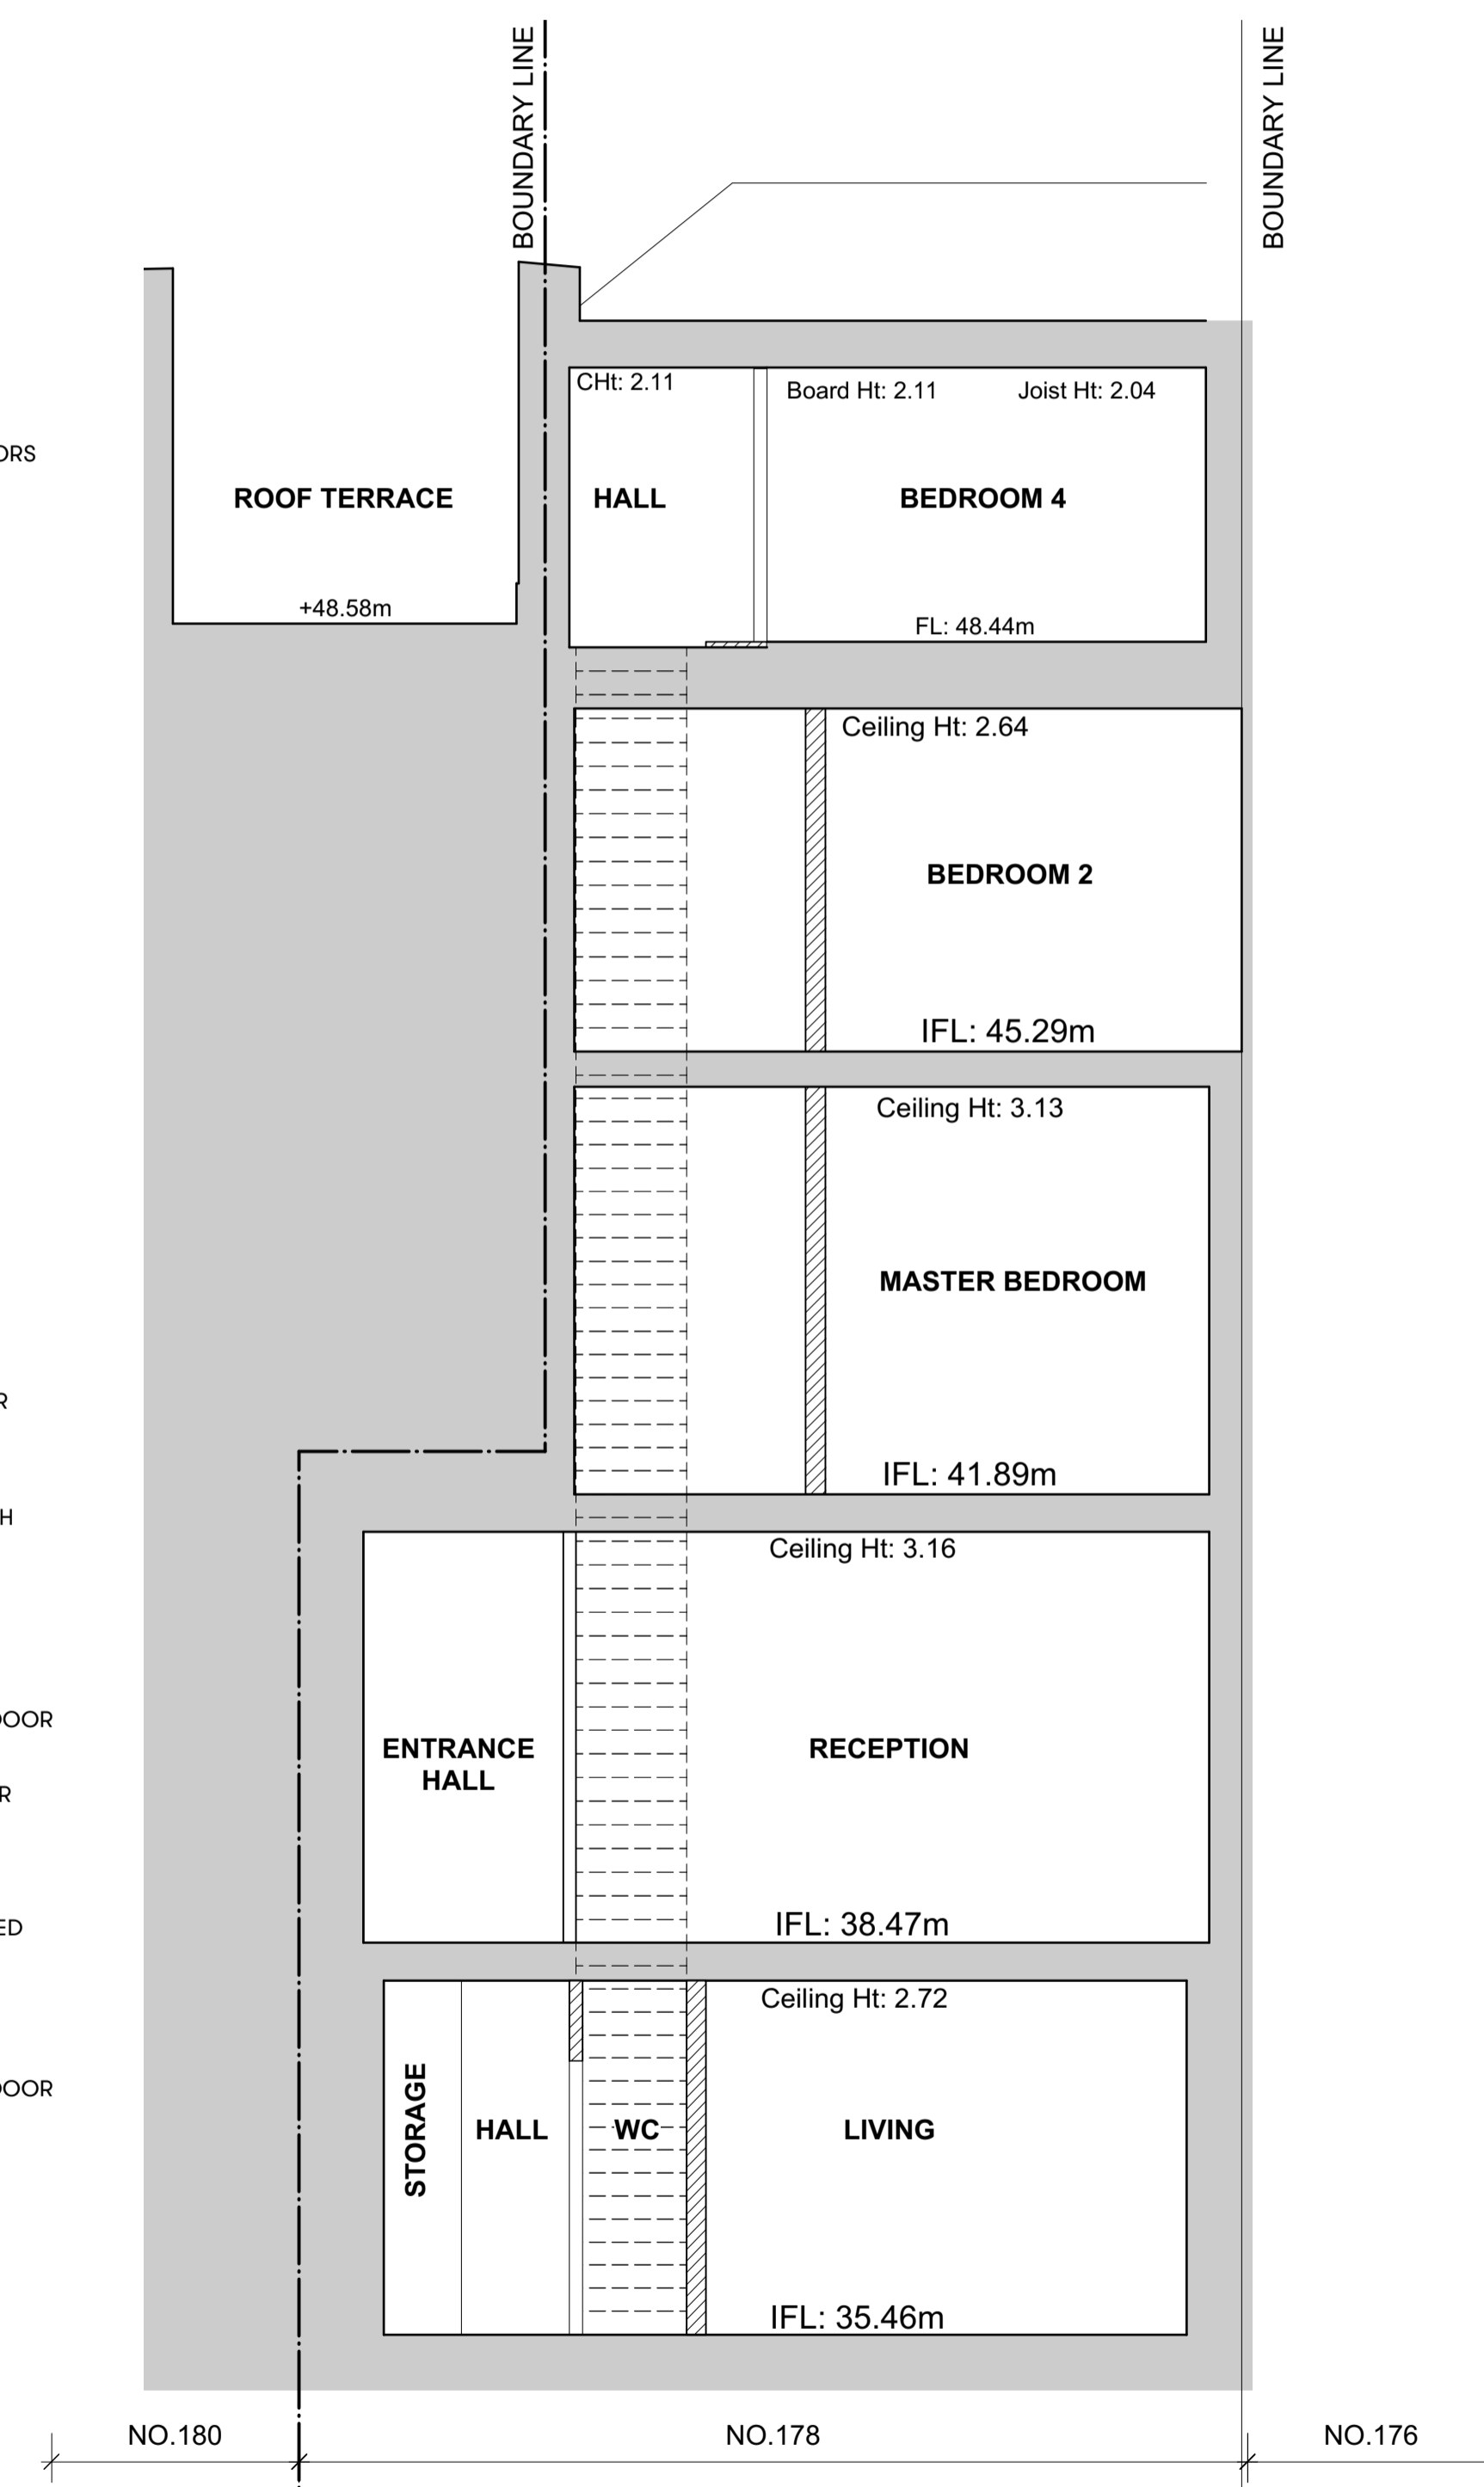 BOUNDARY LINE
BOUNDARY LINE
CHt: 2.11
Board Ht: 2.11
Joist Ht: 2.04
ORS
ROOF TERRACE
HALL
BEDROOM 4
+48.58m
FL: 48.44m
Ceiling Ht: 2.64
BEDROOM 2
IFL: 45.29m
Ceiling Ht: 3.13
MASTER BEDROOM
R
IFL: 41.89m
H
Ceiling Ht: 3.16
OOR
ENTRANCE
HALL
RECEPTION
R
IFL: 38.47m
ED
Ceiling Ht: 2.72
OOR
STORAGE
HALL
WC
LIVING
IFL: 35.46m
NO.180
NO.178
NO.176